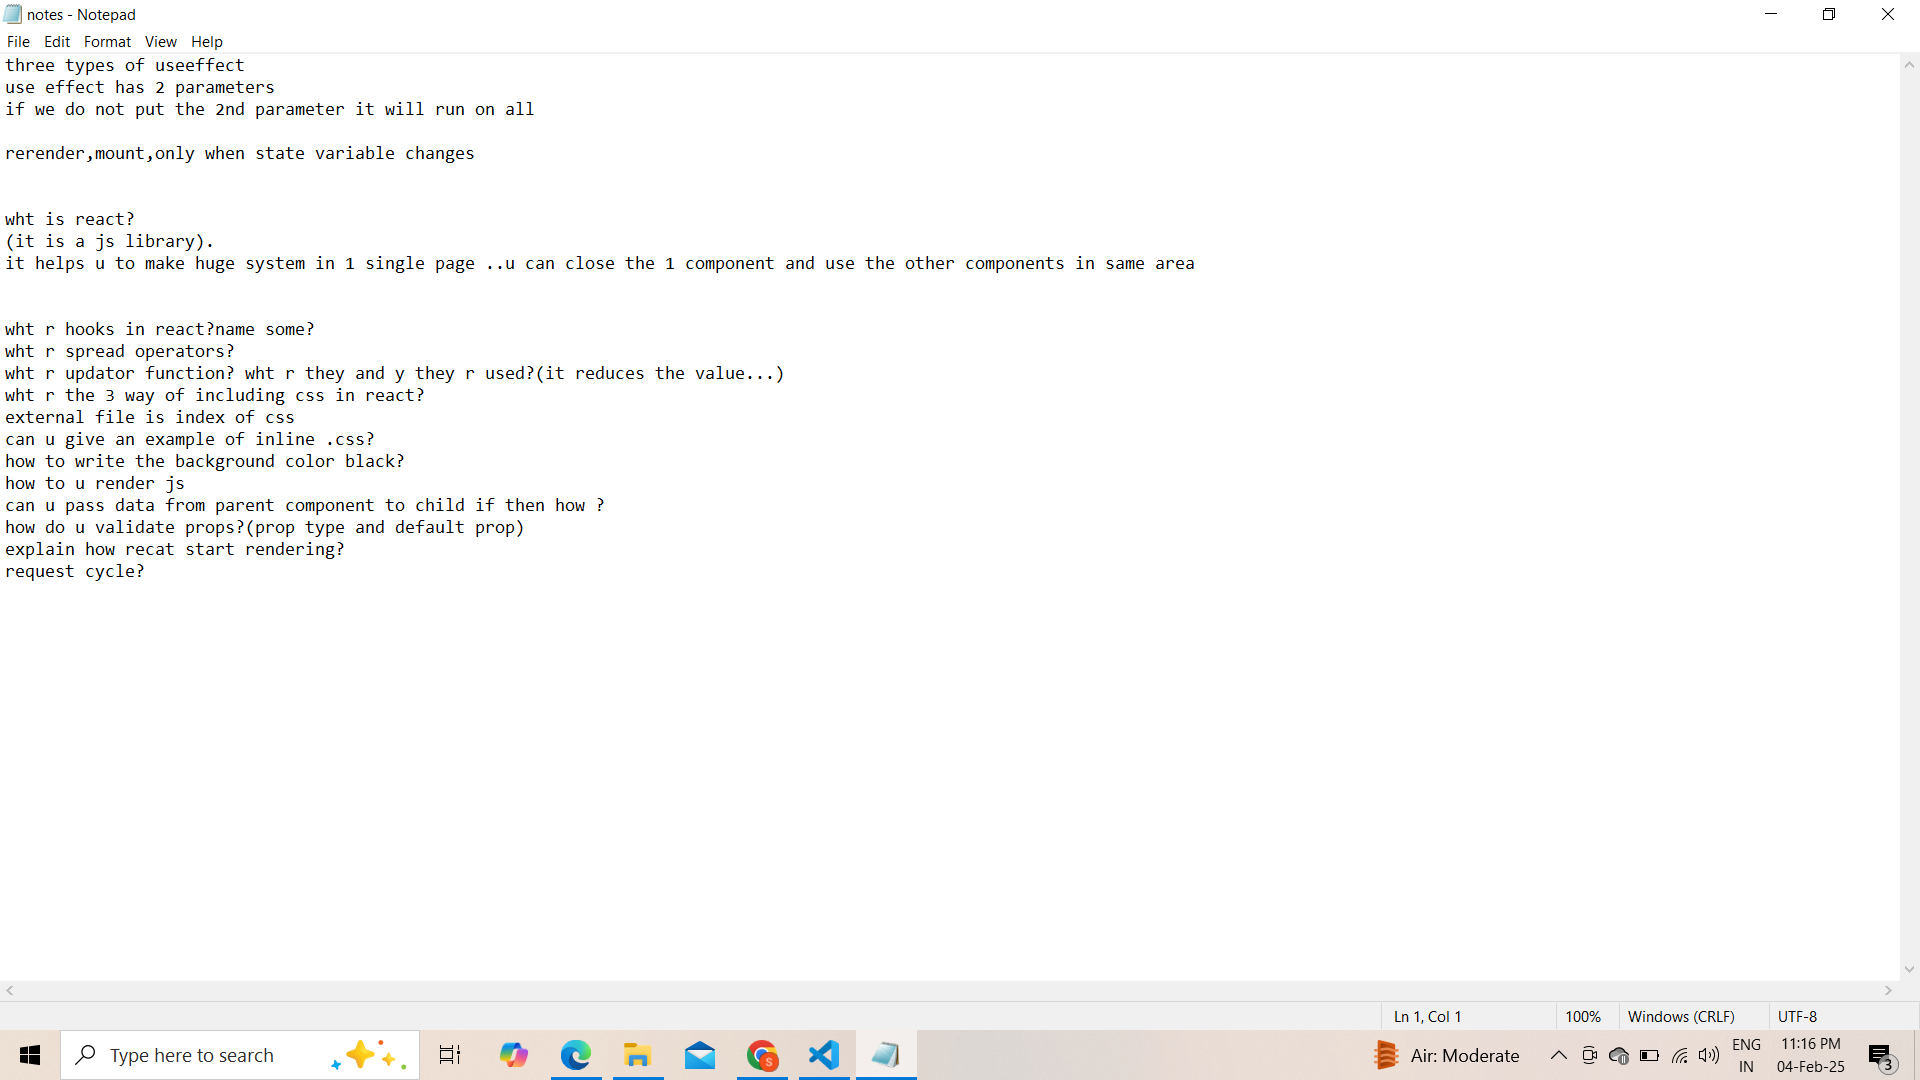 notes - Notepad
File Edit Format View Help
three types of useeffect
use effect has 2 parameters
if we do not put the 2nd parameter it will run on all
rerender,mount,only when state variable changes
wht is react?
(it is a js library).
it helps u to make huge system in 1 single page ..u can close the 1 component and use the other components in same area
wht r hooks in react?name some?
wht r spread operators?
wht r updator function? wht r they and y they r used?(it reduces the value...)
wht r the 3 way of including css in react?
external file is index of css
can u give an example of inline .css?
how to write the background color black?
how to u render js
can u pass data from parent component to child if then how ?
how do u validate props?(prop type and default prop)
explain how recat start rendering?
request cycle?
Ln 1, Col 1 100% Windows (CRLF) UTF-8
Type here to search
S
Air: Moderate
ENG
IN
11:16 PM
04-Feb-25
3